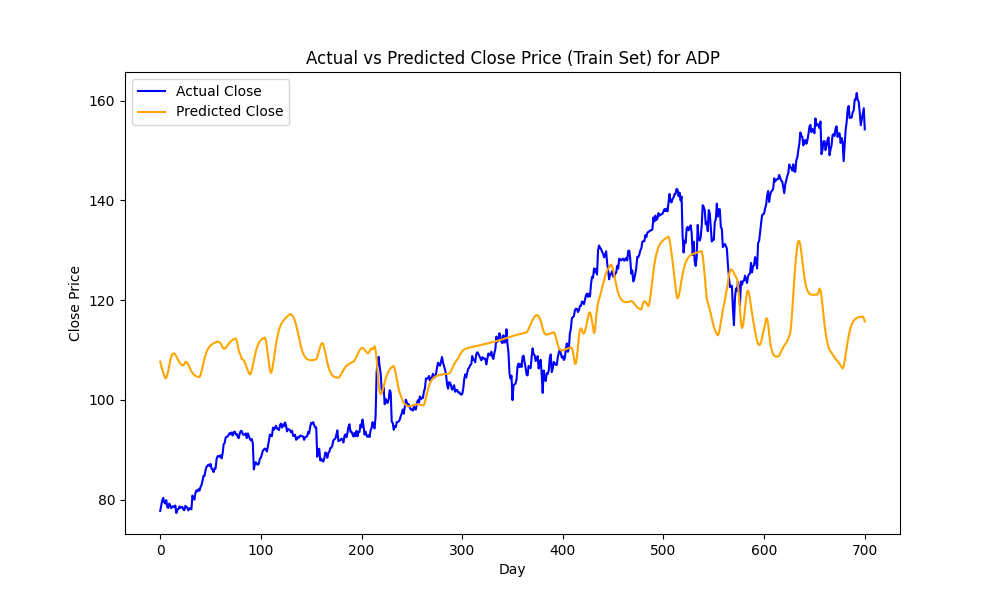 Actual vs Predicted Close Price (Train Set) for ADP
Actual Close
Predicted Close
160
140
120
100
80
Close Price
0 100 200 300 400 500 600 700
Day